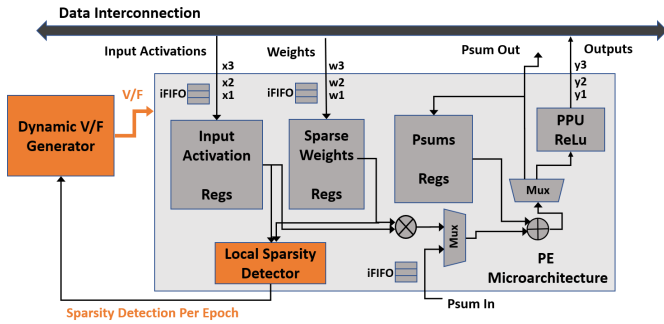 Data Interconnection
Input Activations
Weights
Psum Out
Outputs
x3
x2
x1
w3
w2
w1
y3
y2
y1
iFIFO
iFIFO
V/F
Dynamic V/F
Generator
Input
Activation
Regs
Sparse
Weights
Regs
Psums
Regs
PPU
ReLu
Mux
Mux
Local Sparsity
Detector
iFIFO
PE
Microarchitecture
Psum In
Sparsity Detection Per Epoch